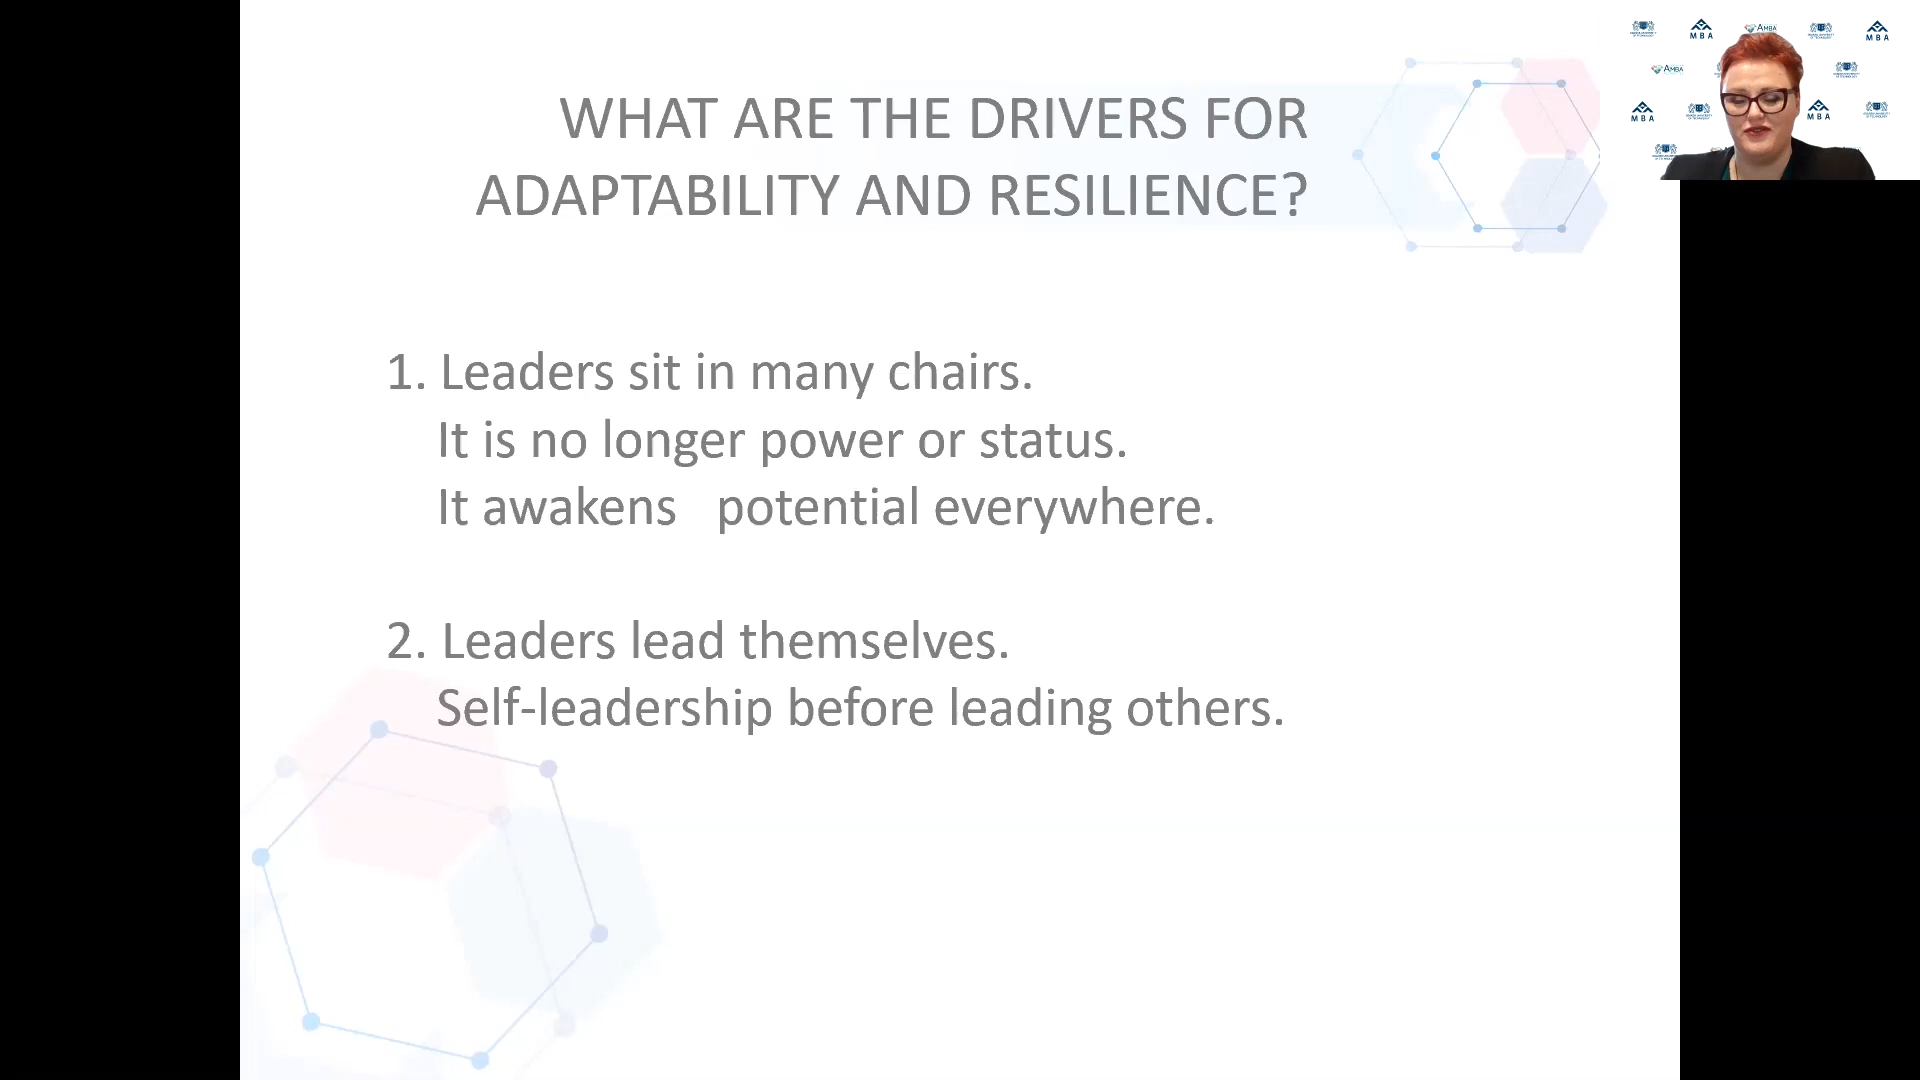 WHAT ARE THE DRIVERS FOR
ADAPTABILITY AND RESILIENCE?
1. Leaders sit in many chairs.
It is no longer power or status.
It awakens   potential everywhere.
2. Leaders lead themselves.
Self-leadership before leading others.
MBA
AMBA
MBA
AMBA
MBA
MBA